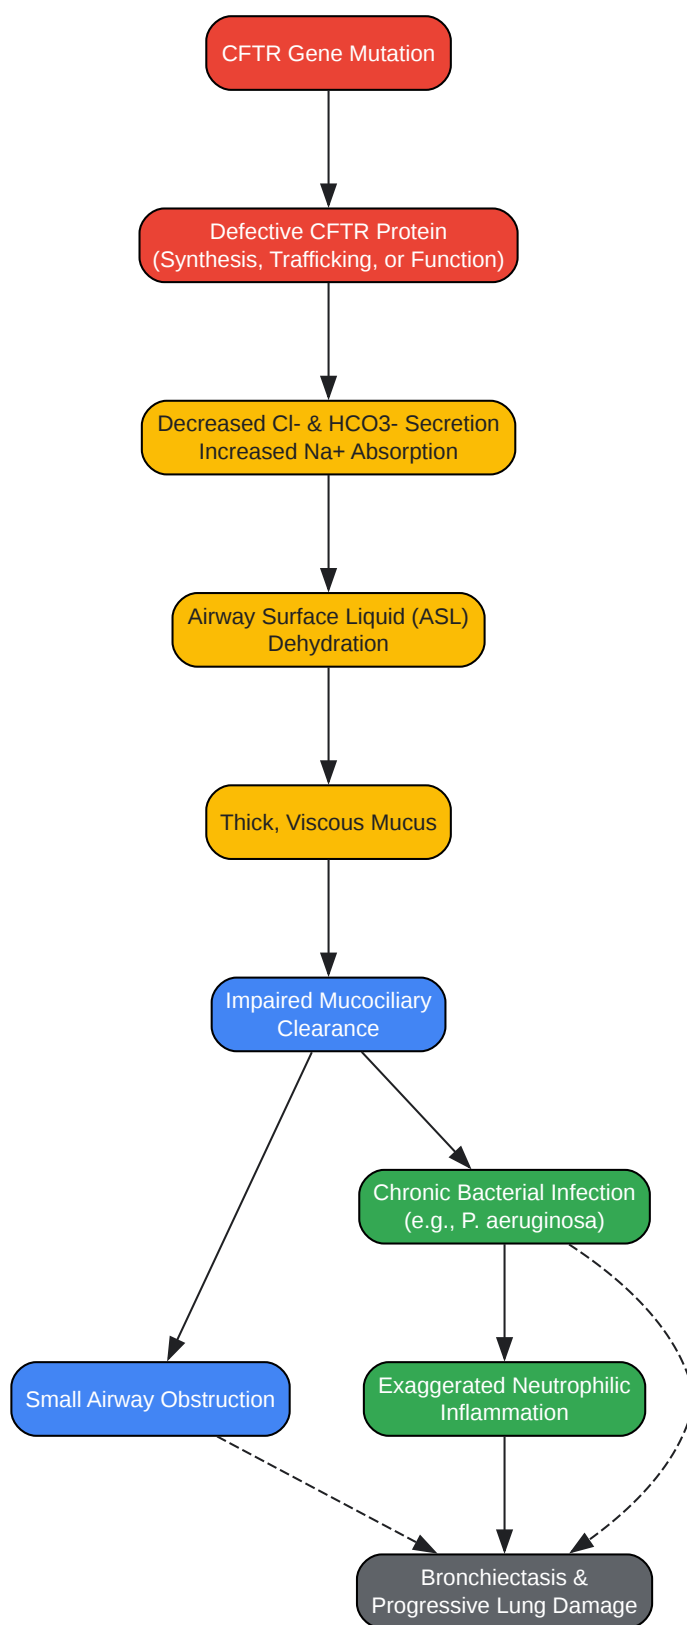 CFTR Gene Mutation
Defective CFTR Protein
(Synthesis, Trafficking, or Function)
Decreased Cl- & HCO3- Secretion
Increased Na+ Absorption
Airway Surface Liquid (ASL)
Dehydration
Thick, Viscous Mucus
Impaired Mucociliary
Clearance
Chronic Bacterial Infection
(e.g., P. aeruginosa)
Small Airway Obstruction
Exaggerated Neutrophilic
Inflammation
Bronchiectasis &
Progressive Lung Damage